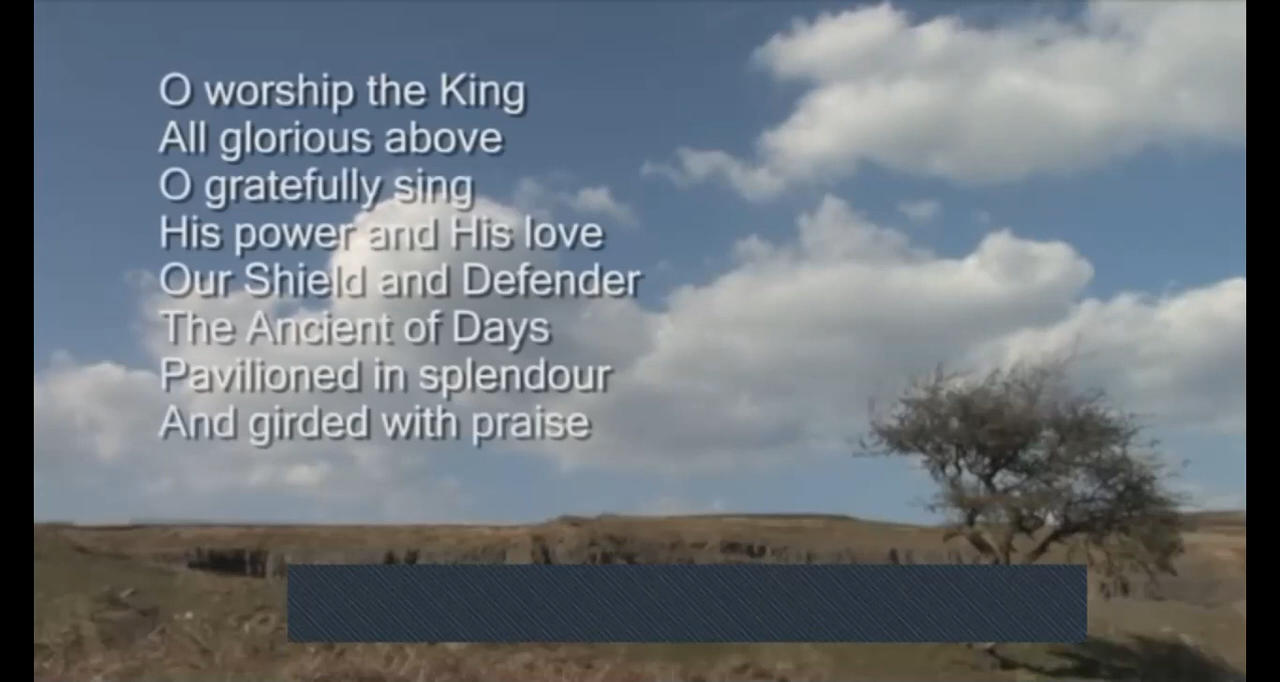 O worship the King
All glorious above
O gratefully sing
His power and His love
Our Shield and Defender
The Ancient of Days
Pavilioned in splendour
And girded with praise